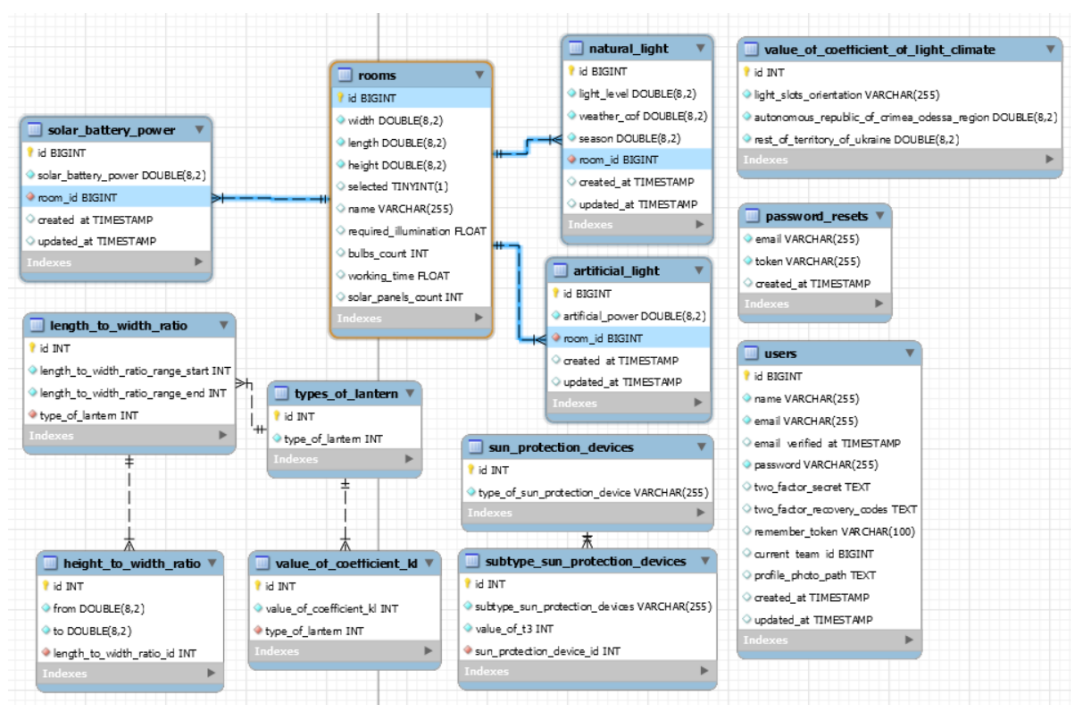 solar_battery_power
id BIGINT
solar_battery_power DOUBLE(8,2)
room_id BIGINT
created_at TIMESTAMP
updated_at TIMESTAMP
Indexes
rooms
id BIGINT
width DOUBLE(8,2)
length DOUBLE(8,2)
height DOUBLE(8,2)
selected TINYINT(1)
name VARCHAR(255)
required_illumination FLOAT
bulbs_count INT
working_time FLOAT
solar_panels_count INT
Indexes
natural_light
id BIGINT
light_level DOUBLE(8,2)
weather_cof DOUBLE(8,2)
season DOUBLE(8,2)
room_id BIGINT
created_at TIMESTAMP
updated_at TIMESTAMP
Indexes
value_of_coefficient_of_light_climate
id INT
light_slots_orientation VARCHAR(255)
autonomous_republic_of_crimea_odessa_region DOUBLE(8,2)
rest_of_territory_of_ukraine DOUBLE(8,2)
Indexes
password_resets
email VARCHAR(255)
token VARCHAR(255)
created_at TIMESTAMP
Indexes
artificial_light
id BIGINT
artificial_power DOUBLE(8,2)
room_id BIGINT
created_at TIMESTAMP
updated_at TIMESTAMP
Indexes
length_to_width_ratio
id INT
length_to_width_ratio_range_start INT
length_to_width_ratio_range_end INT
type_of_lantern INT
Indexes
types_of_lantern
id INT
type_of_lantern INT
Indexes
users
id BIGINT
name VARCHAR(255)
email VARCHAR(255)
email_verified_at TIMESTAMP
password VARCHAR(255)
two_factor_secret TEXT
two_factor_recovery_codes TEXT
remember_token VARCHAR(100)
current_team_id BIGINT
profile_photo_path TEXT
created_at TIMESTAMP
updated_at TIMESTAMP
Indexes
sun_protection_devices
id INT
type_of_sun_protection_device VARCHAR(255)
Indexes
height_to_width_ratio
id INT
from DOUBLE(8,2)
to DOUBLE(8,2)
length_to_width_ratio_id INT
Indexes
value_of_coefficient_kl
id INT
value_of_coefficient_kl INT
type_of_lantern INT
Indexes
subtype_sun_protection_devices
id INT
subtype_sun_protection_devices VARCHAR(255)
value_of_t3 INT
sun_protection_device_id INT
Indexes